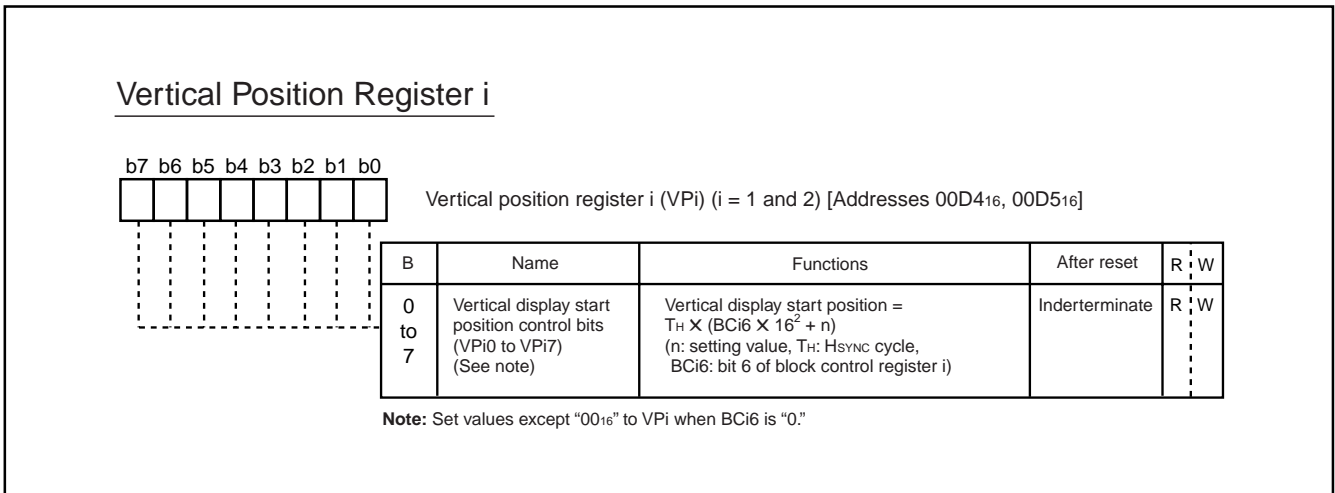 Vertical Position Register i
b7 b6 b5 b4 b3 b2 b1 b0
Vertical position register i (VPi) (i = 1 and 2) [Addresses 00D4₁₆, 00D5₁₆]
B Name Functions After reset R W
0 to 7
Vertical display start
position control bits
(VPi0 to VPi7)
(See note)
Vertical display start position =
TH × (BCi6 × 16² + n)
(n: setting value, TH: HSYNC cycle,
BCi6: bit 6 of block control register i)
Inderterminate R W
Note: Set values except “00₁₆” to VPi when BCi6 is “0.”